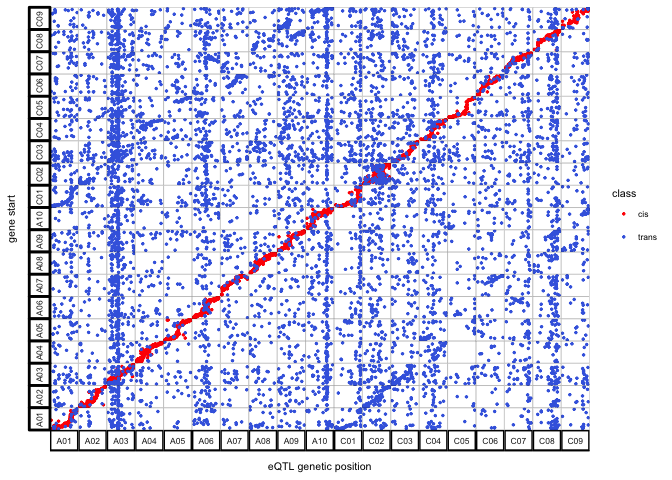 C09
C08
C07
C06
C05
C04
C03
C02
C01
A10
A09
A08
A07
A06
A05
A04
A03
A02
A01
gene start
A01 A02 A03 A04 A05 A06 A07 A08 A09 A10 C01 C02 C03 C04 C05 C06 C07 C08 C09
eQTL genetic position
class
cis
trans